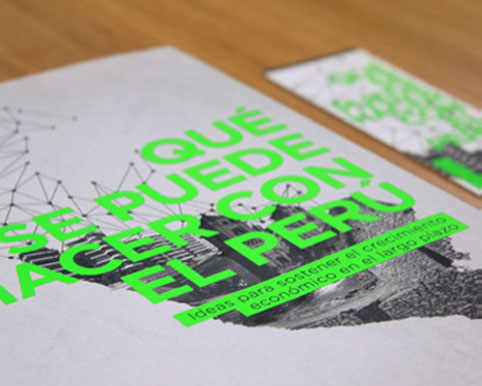 QUÉ
SE PUEDE
HACER CON
EL PERÚ
Ideas para sostener el crecimiento
económico en el largo plazo